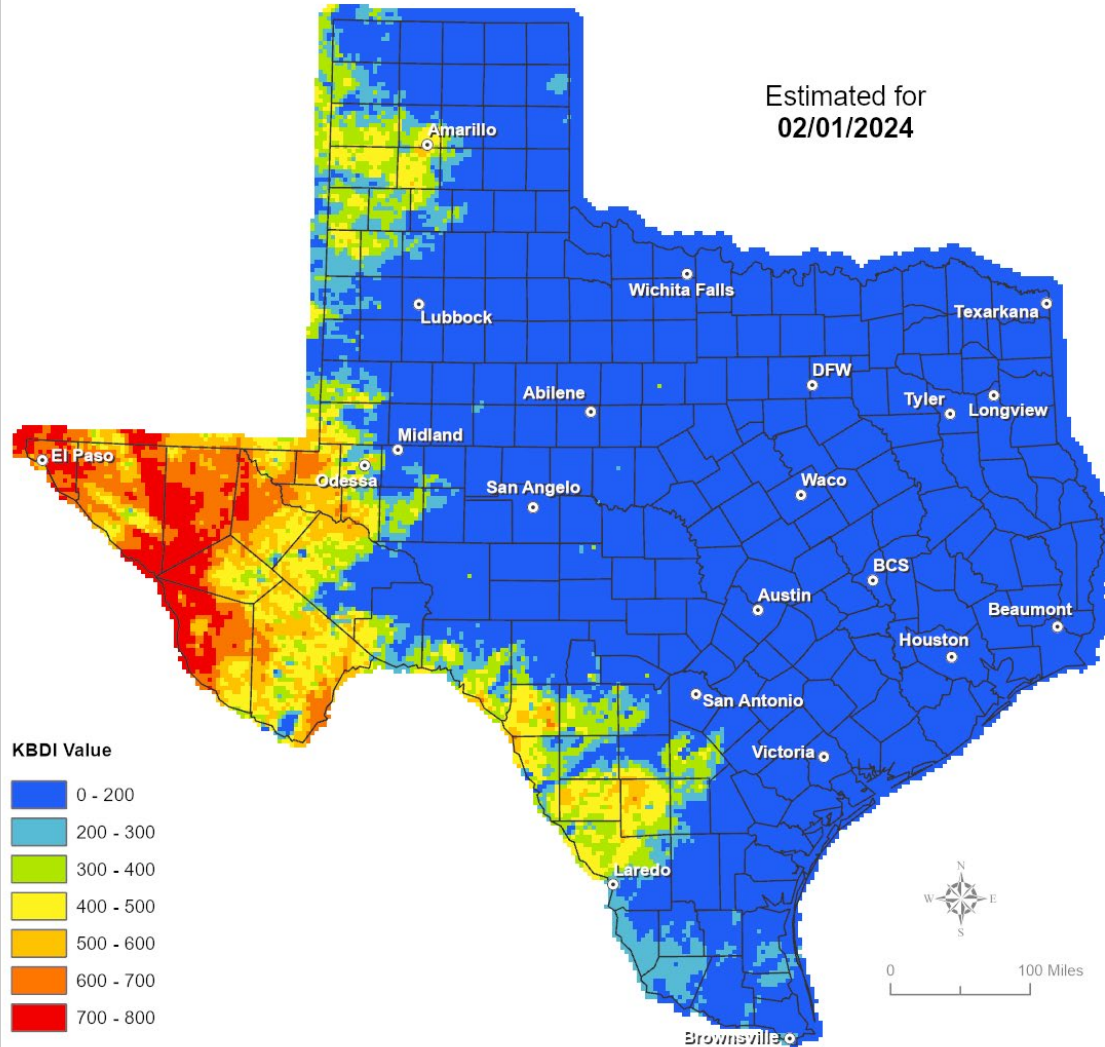 Estimated for
02/01/2024
Amarillo
Wichita Falls
Lubbock
Texarkana
DFW
Abilene
Tyler
Longview
Midland
El Paso
Odessa
San Angelo
Waco
BCS
Austin
Beaumont
Houston
San Antonio
Victoria
Laredo
Brownsville
KBDI Value
0 - 200
200 - 300
300 - 400
400 - 500
500 - 600
600 - 700
700 - 800
N
W E
S
0 100 Miles